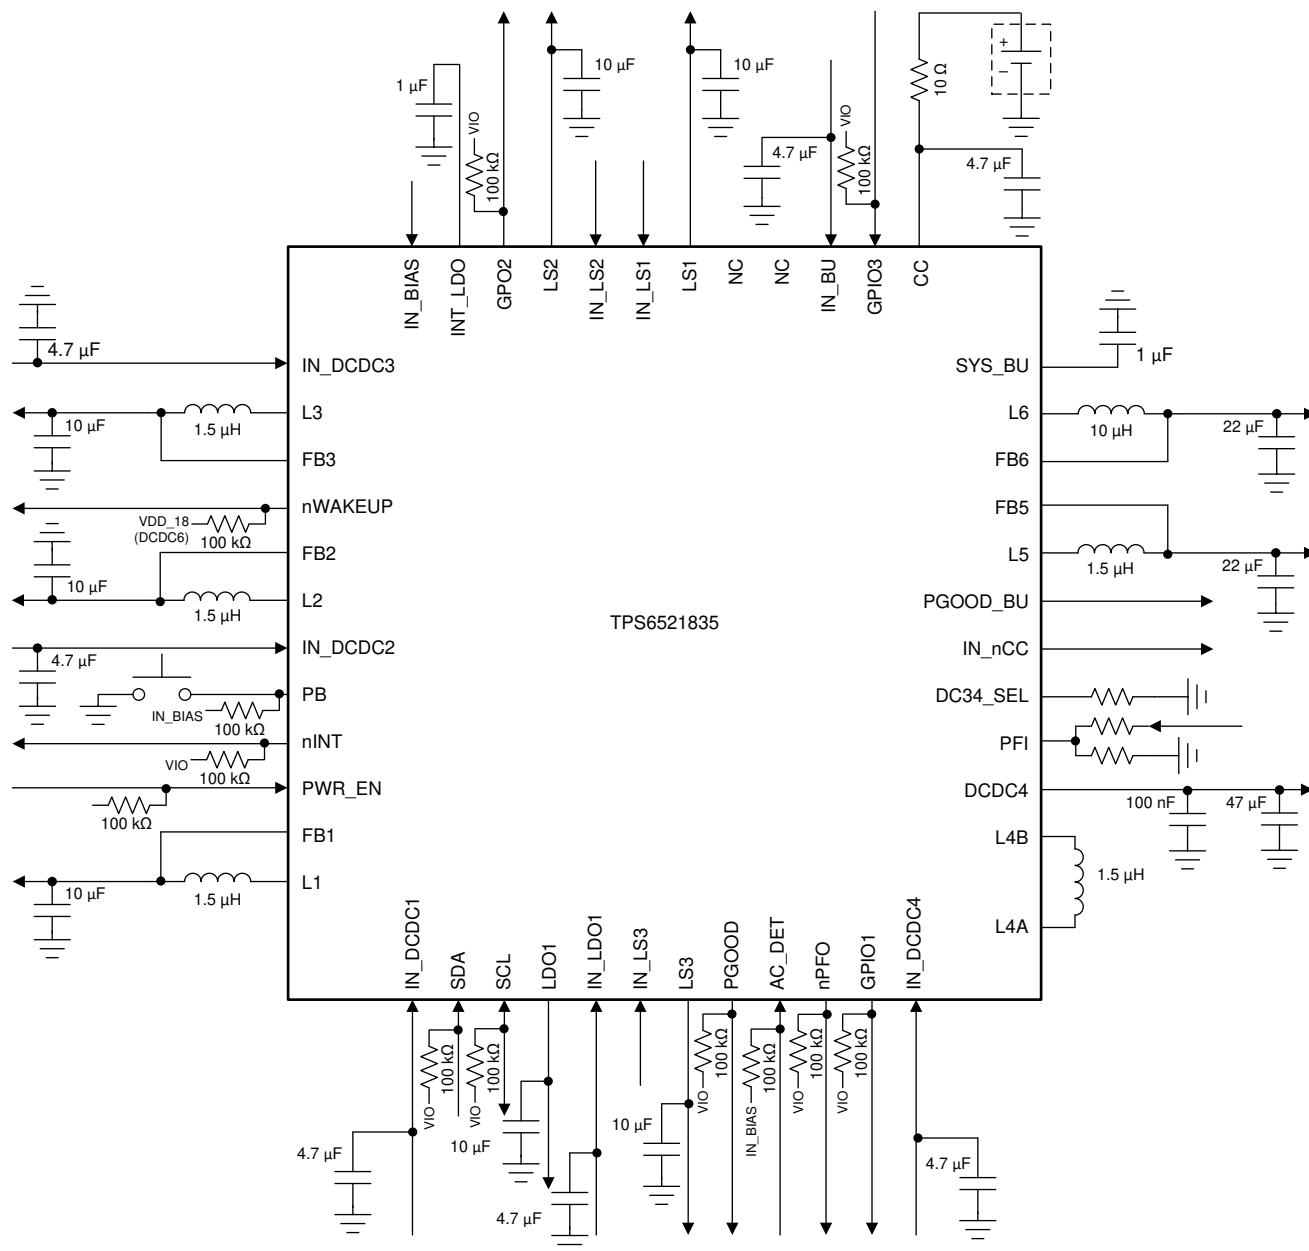 10 µF
10 µF
+
−
10 Ω
1 µF
VIO
100 kΩ
4.7 µF
VIO
100 kΩ
4.7 µF
IN_BIAS
INT_LDO
GPO2
LS2
IN_LS2
IN_LS1
LS1
NC
NC
IN_BU
GPIO3
CC
4.7 µF
IN_DCDC3
SYS_BU
1 µF
L3
10 µF
1.5 µH
FB3
L6
10 µH
22 µF
FB6
nWAKEUP
VDD_18
(DCDC6)
100 kΩ
FB5
FB2
10 µF
L2
1.5 µH
L5
1.5 µH
22 µF
PGOOD_BU
TPS6521835
IN_DCDC2
4.7 µF
IN_nCC
PB
IN_BIAS
100 kΩ
DC34_SEL
nINT
VIO
100 kΩ
PFI
PWR_EN
100 kΩ
DCDC4
100 nF
47 µF
FB1
L4B
L1
10 µF
1.5 µH
1.5 µH
L4A
IN_DCDC1
SDA
SCL
LDO1
IN_LDO1
IN_LS3
LS3
PGOOD
AC_DET
nPFO
GPIO1
IN_DCDC4
100 kΩ
VIO
100 kΩ
VIO
100 kΩ
VIO
100 kΩ
IN_BIAS
100 kΩ
VIO
100 kΩ
VIO
4.7 µF
10 µF
4.7 µF
10 µF
4.7 µF